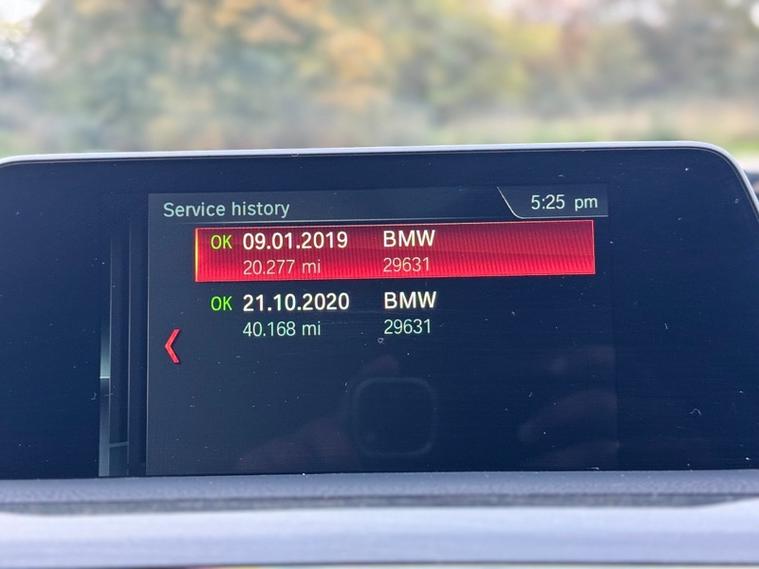 Service history 5:25 pm
OK 09.01.2019 BMW
20.277 mi 29631
OK 21.10.2020 BMW
40.168 mi 29631